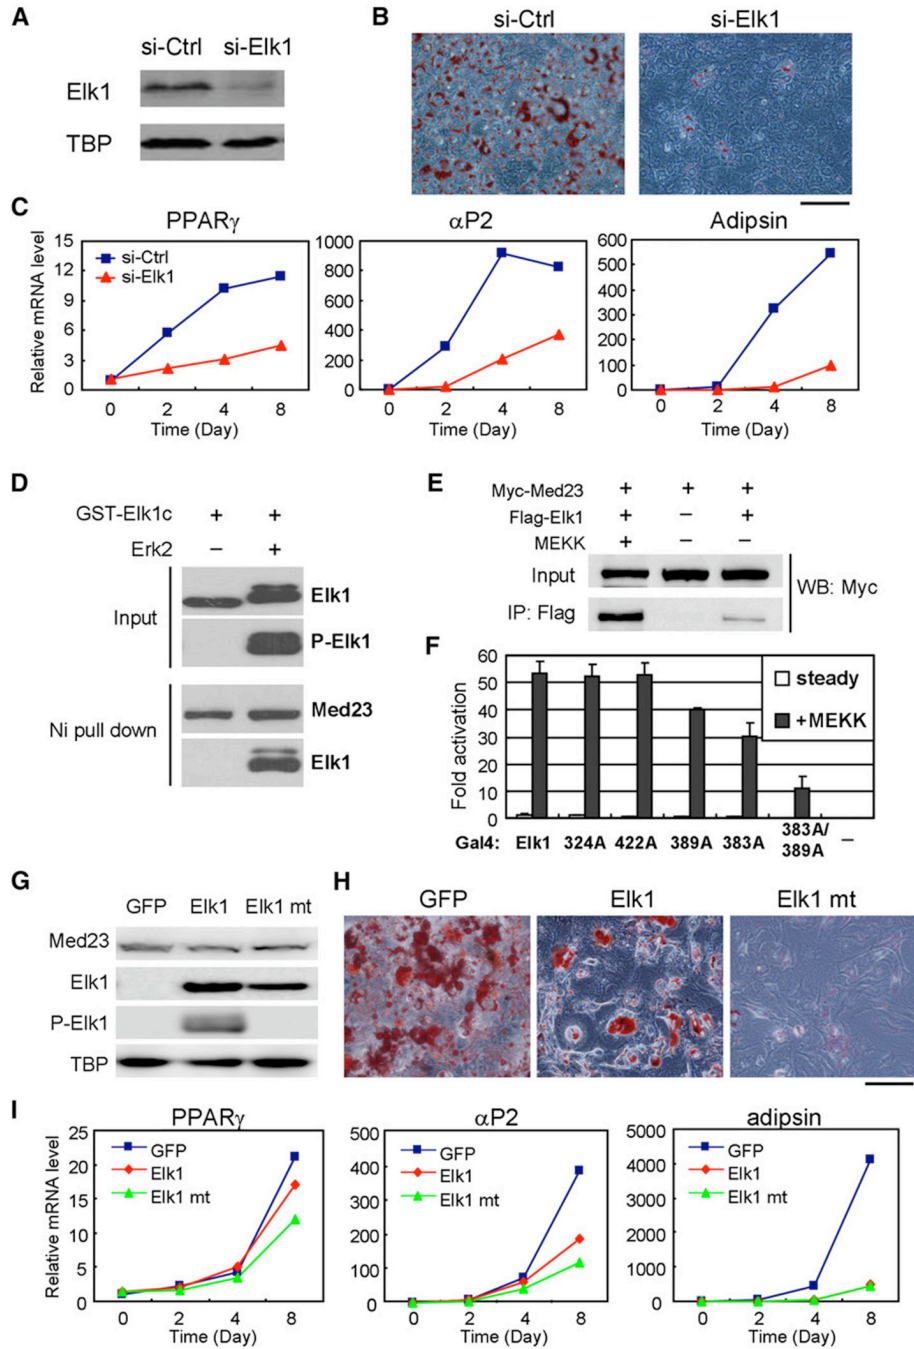 A
si-Ctrl si-Elk1
Elk1
TBP
B
si-Ctrl si-Elk1
C
PPARγ αP2 Adipsin
Relative mRNA level
15
12
9
6
3
0
si-Ctrl
si-Elk1
0 2 4 8
Time (Day)
1000
800
600
400
200
0
0 2 4 8
Time (Day)
600
500
400
300
200
100
0
0 2 4 8
Time (Day)
D
GST-Elk1c + +
Erk2 – +
Input
Elk1
P-Elk1
Ni pull down
Med23
Elk1
E
Myc-Med23 + + +
Flag-Elk1 + – +
MEKK + – –
Input
IP: Flag
WB: Myc
F
Fold activation
60
50
40
30
20
10
0
steady
+MEKK
Gal4: Elk1 324A 422A 389A 383A 383A/389A –
G
GFP Elk1 Elk1 mt
Med23
Elk1
P-Elk1
TBP
H
GFP Elk1 Elk1 mt
I
PPARγ αP2 adipsin
Relative mRNA level
25
20
15
10
5
0
GFP
Elk1
Elk1 mt
0 2 4 8
Time (Day)
500
400
300
200
100
0
GFP
Elk1
Elk1 mt
0 2 4 8
Time (Day)
5000
4000
3000
2000
1000
0
GFP
Elk1
Elk1 mt
0 2 4 8
Time (Day)